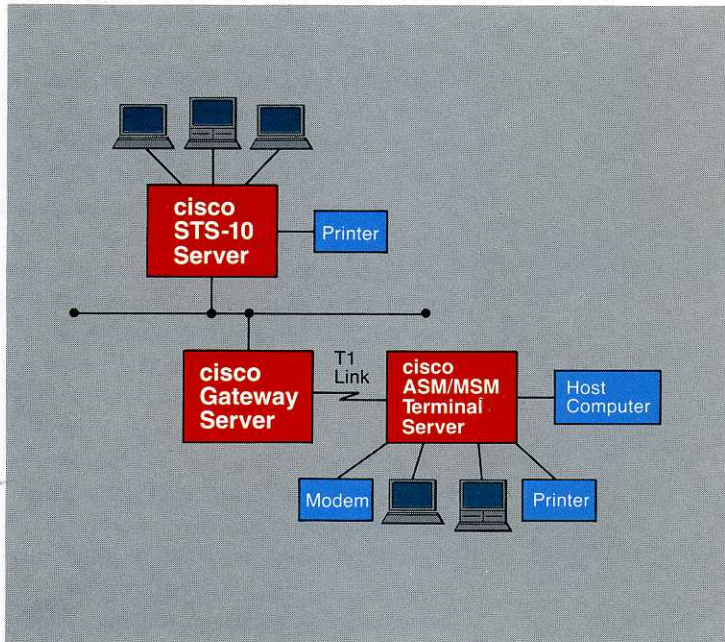 cisco
STS-10
Server
Printer
cisco
Gateway
Server
T1
Link
cisco
ASM/MSM
Terminal
Server
Host
Computer
Modem
Printer